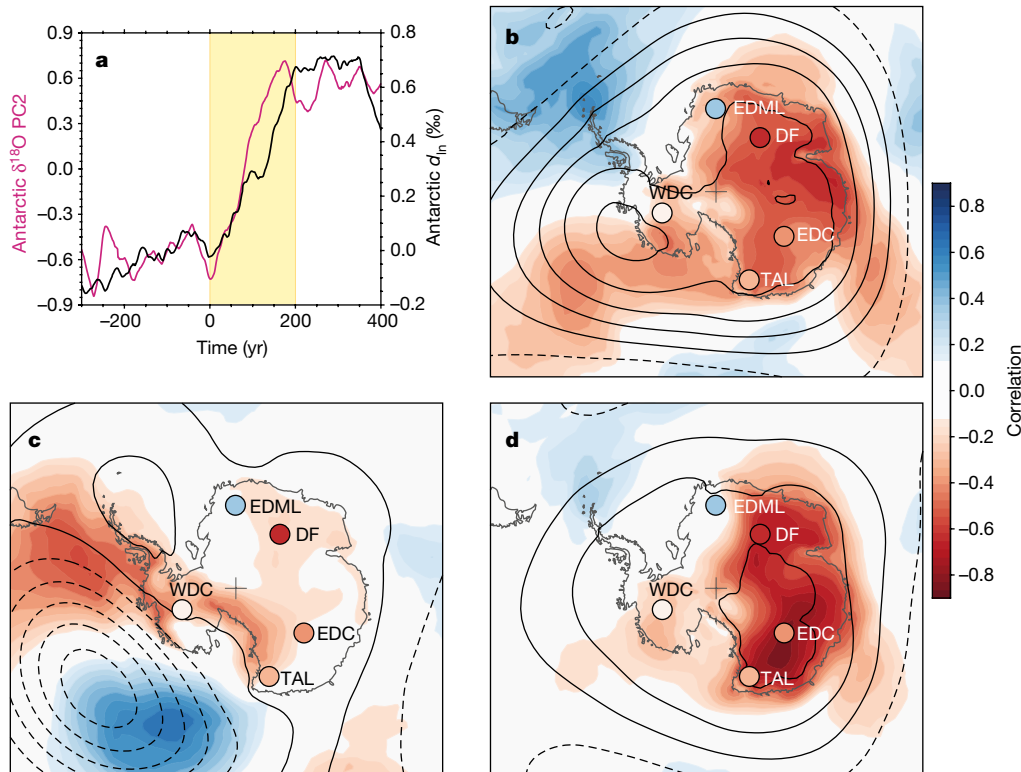 a
Antarctic δ18O PC2
0.9
0.6
0.3
0.0
−0.3
−0.6
−0.9
0.8
0.6
0.4
0.2
0.0
−0.2
Antarctic dln (‰)
−200
0
200
400
Time (yr)
b
EDML
DF
WDC
EDC
TAL
0.8
0.6
0.4
0.2
0.0
−0.2
−0.4
−0.6
−0.8
Correlation
c
EDML
DF
WDC
EDC
TAL
d
EDML
DF
WDC
EDC
TAL